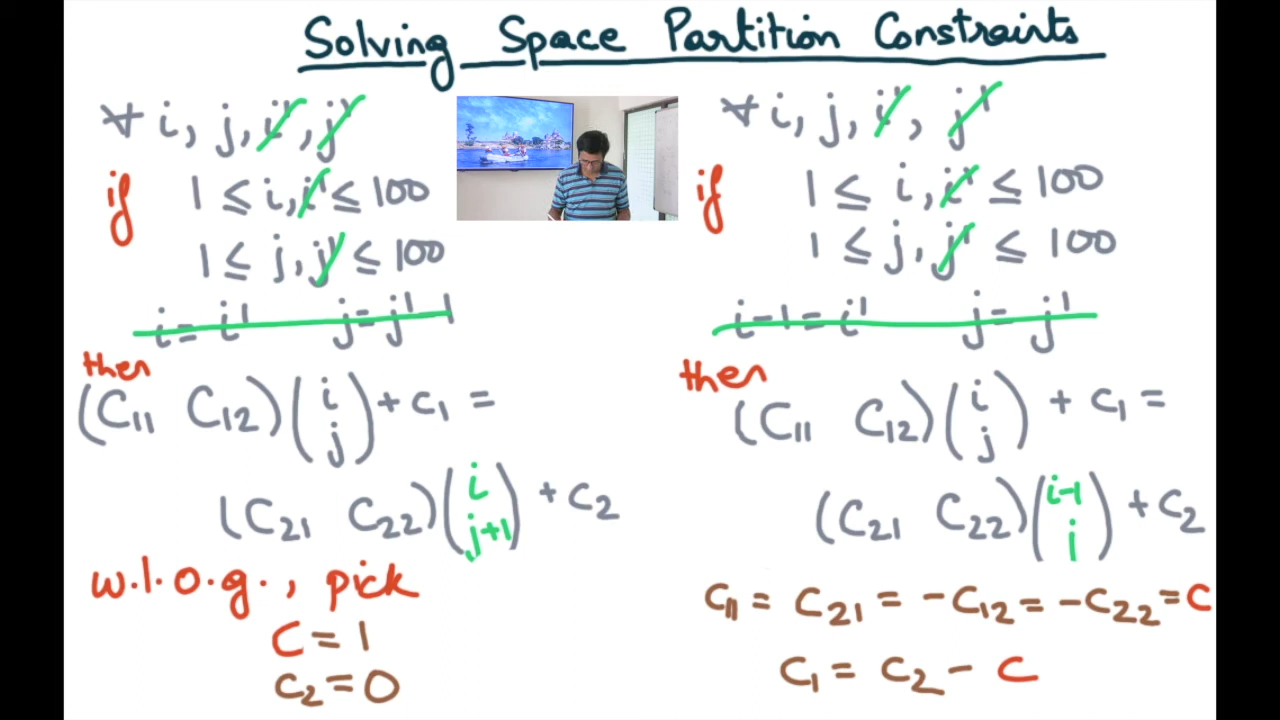 Solving Space Partition Constraints
∀ i, j, i', j'
if 1 ≤ i, i' ≤ 100
1 ≤ j, j' ≤ 100
i = i' j = j' - 1
then
(C11 C12) (i j) + c1 =
(C21 C22) (i j+1) + c2
w.l.o.g., pick
C = 1
c2 = 0
∀ i, j, i', j'
if 1 ≤ i, i' ≤ 100
1 ≤ j, j' ≤ 100
i - 1 = i' j = j'
then
(C11 C12) (i j) + c1 =
(C21 C22) (i-1 j) + c2
C11 = C21 = -C12 = -C22 = C
c1 = c2 - C